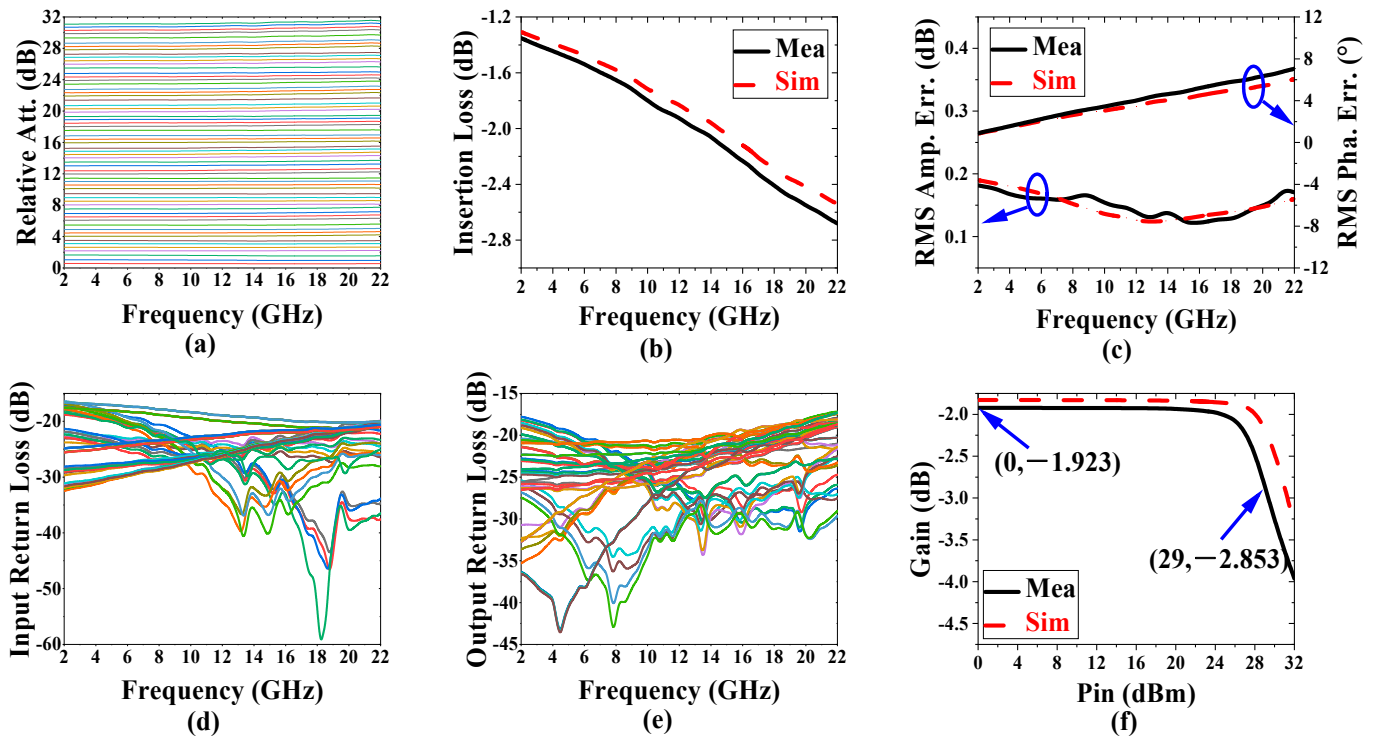 Relative Att. (dB)
32
28
24
20
16
12
8
4
0
2 4 6 8 10 12 14 16 18 20 22
Frequency (GHz)
(a)
Insertion Loss (dB)
-1.2
-1.6
-2.0
-2.4
-2.8
Mea
Sim
2 4 6 8 10 12 14 16 18 20 22
Frequency (GHz)
(b)
RMS Amp. Err. (dB)
0.4
0.3
0.2
0.1
Mea
Sim
12
8
4
0
-4
-8
-12
RMS Pha. Err. (°)
2 4 6 8 10 12 14 16 18 20 22
Frequency (GHz)
(c)
Input Return Loss (dB)
-20
-30
-40
-50
-60
2 4 6 8 10 12 14 16 18 20 22
Frequency (GHz)
(d)
Output Return Loss (dB)
-15
-20
-25
-30
-35
-40
-45
2 4 6 8 10 12 14 16 18 20 22
Frequency (GHz)
(e)
Gain (dB)
-2.0
-2.5
-3.0
-3.5
-4.0
-4.5
(0,－1.923)
(29,－2.853)
Mea
Sim
0 4 8 12 16 20 24 28 32
Pin (dBm)
(f)